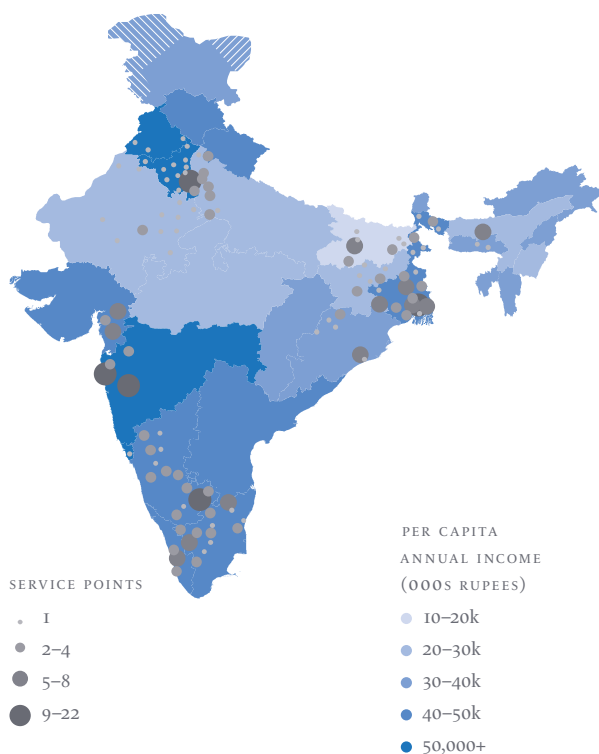 SERVICE POINTS
1
2–4
5–8
9–22
PER CAPITA
ANNUAL INCOME
(000S RUPEES)
10–20k
20–30k
30–40k
40–50k
50,000+